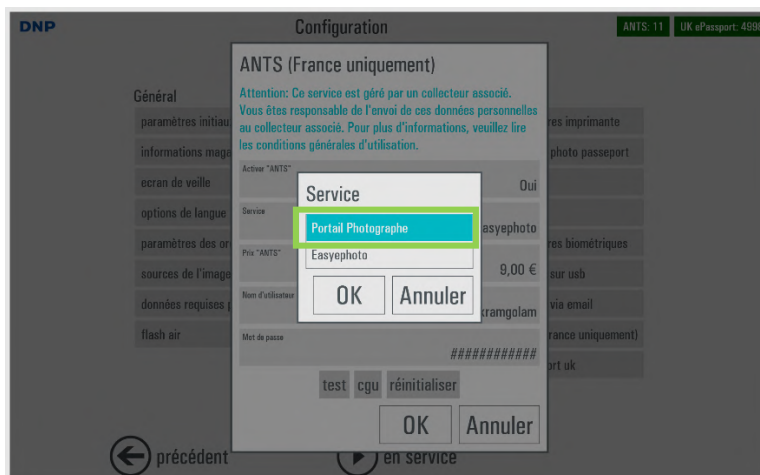 DNP
Configuration
ANTS: 11
UK ePassport:
ANTS (France uniquement)
Attention: Ce service est géré par un collecteur associé.
Vous êtes responsable de l'envoi de ces données personnelles
au collecteur associé. Pour plus d'informations, veuillez lire
les conditions générales d'utilisation.
Général
paramètres initiau
informations maga
ecran de veille
options de langue
paramètres des or
sources de l'image
données requises p
flash air
Activer "ANTS"
Oui
Service
asyephoto
Prix "ANTS"
9,00 €
Nom d'utilisateur
kramgolam
Mot de passe
############
test
cgu
réinitialiser
OK
Annuler
Service
Portail Photographe
Easyephoto
OK
Annuler
res imprimante
photo passeport
res biométriques
sur usb
via email
rance uniquement)
ort uk
précédent
en service